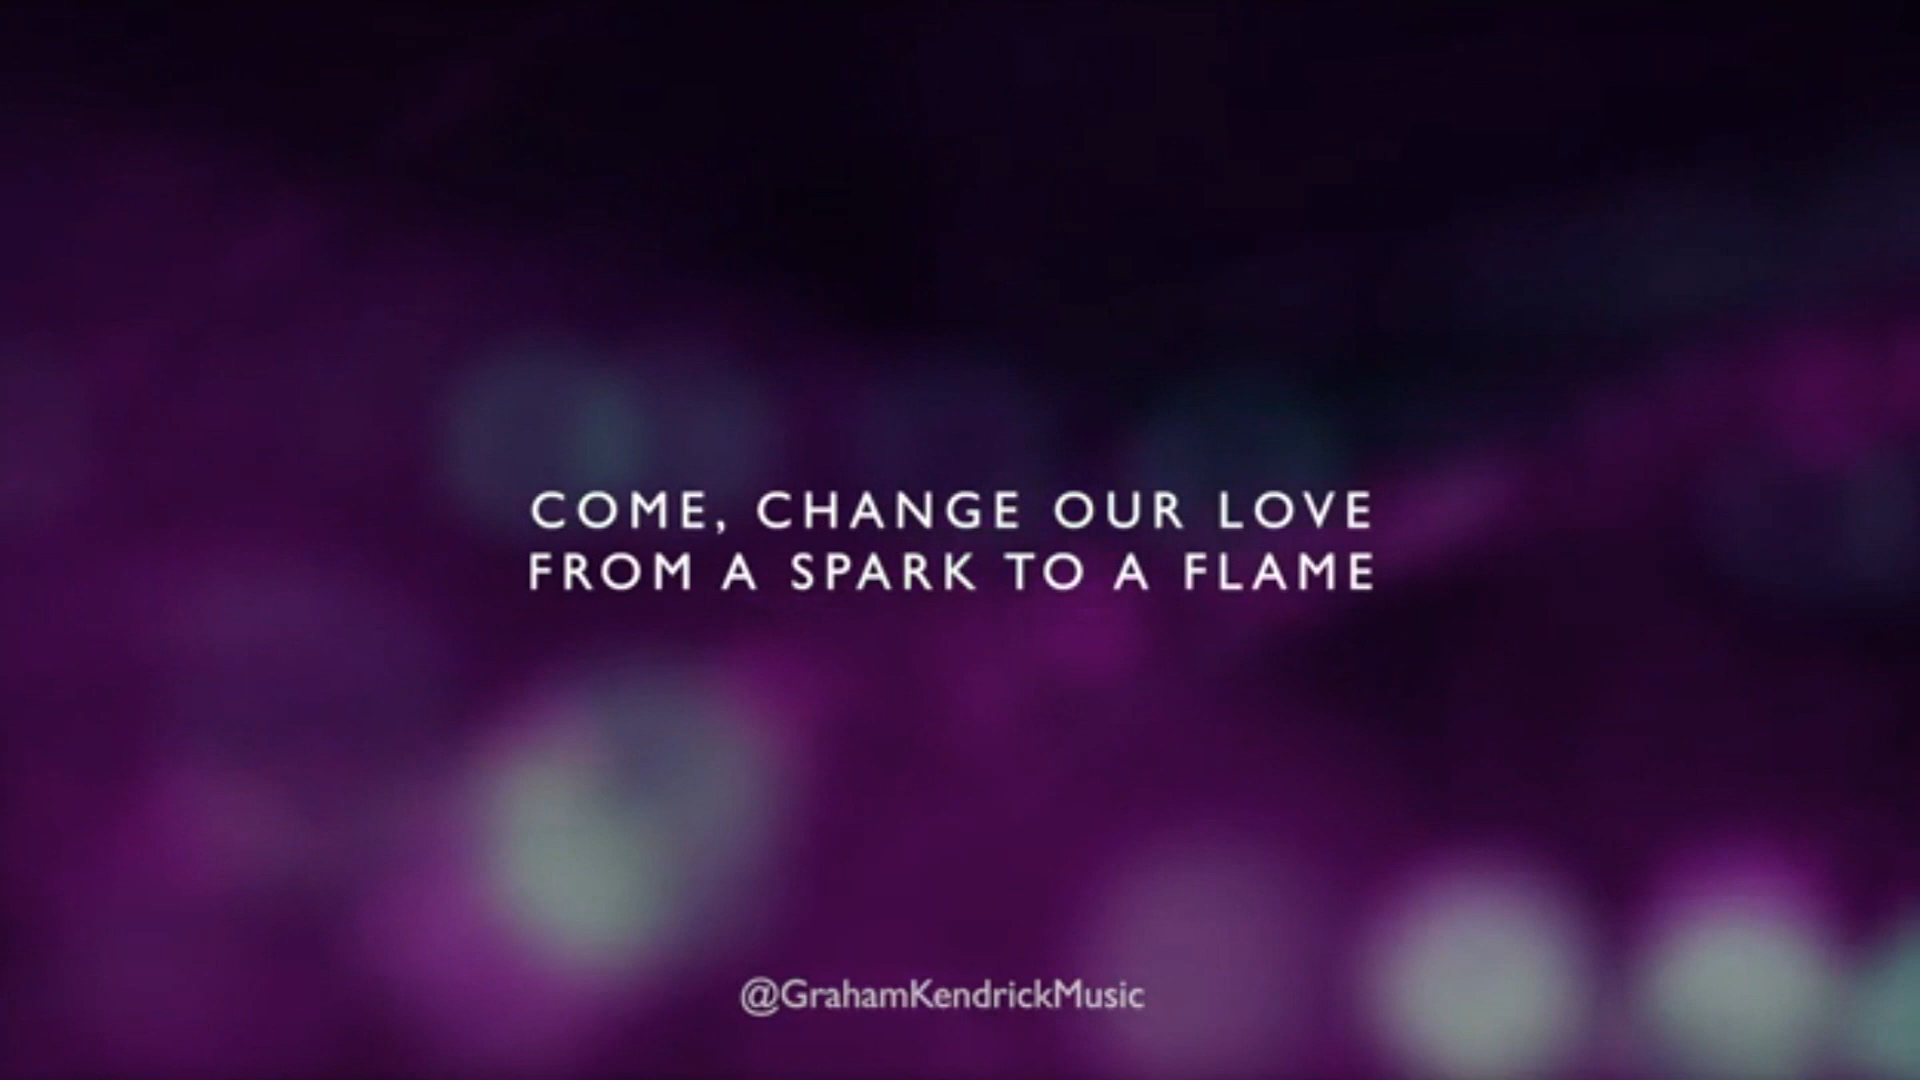 COME, CHANGE OUR LOVE
FROM A SPARK TO A FLAME
@GrahamKendrickMusic